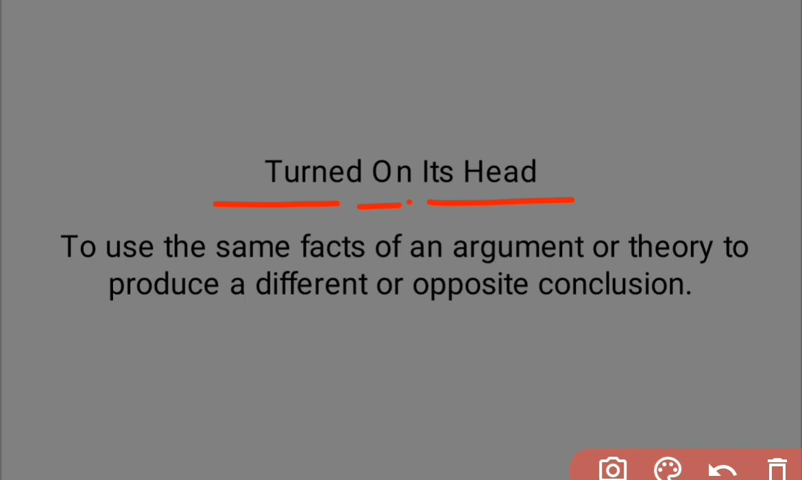 Turned On Its Head
To use the same facts of an argument or theory to
produce a different or opposite conclusion.